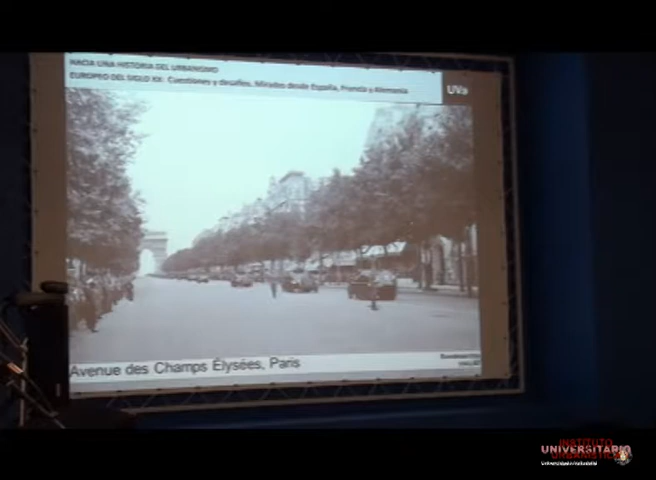 HACIA UNA HISTORIA DEL URBANISMO
EUROPEO DEL SIGLO XX: Cuestiones y desafíos. Miradas desde España, Francia y Alemania
UVa
Avenue des Champs Élysées, Paris
INSTITUTO
UNIVERSITARIO